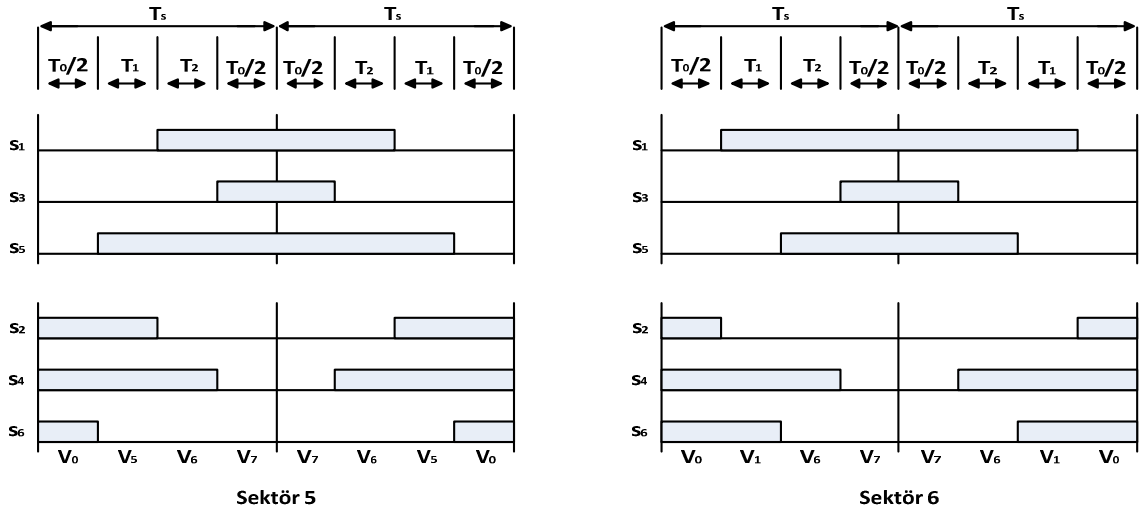 Ts Ts
T0/2 T1 T2 T0/2 T0/2 T2 T1 T0/2
S1
S3
S5
S2
S4
S6
V0 V5 V6 V7 V7 V6 V5 V0
Sektör 5
Ts Ts
T0/2 T1 T2 T0/2 T0/2 T2 T1 T0/2
S1
S3
S5
S2
S4
S6
V0 V1 V6 V7 V7 V6 V1 V0
Sektör 6